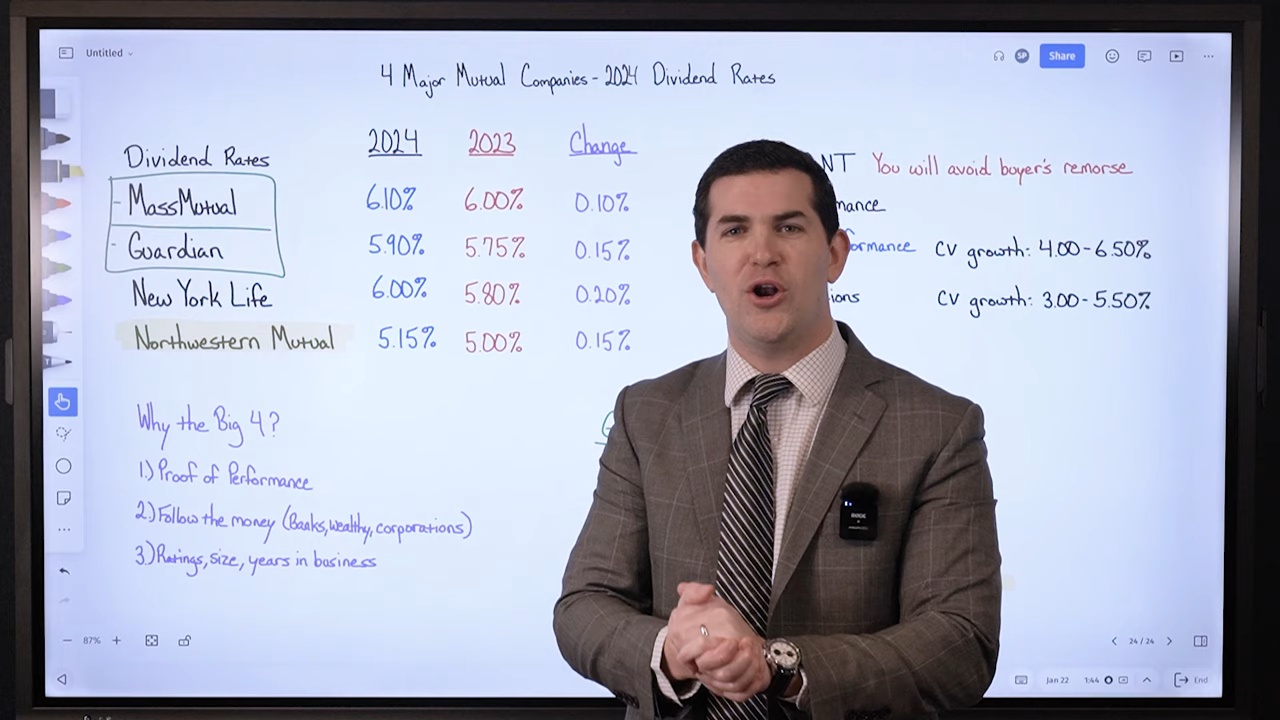 Untitled
SP
Share
4 Major Mutual Companies - 2024 Dividend Rates
Dividend Rates 2024 2023 Change
- MassMutual 6.10% 6.00% 0.10%
- Guardian 5.90% 5.75% 0.15%
New York Life 6.00% 5.80% 0.20%
Northwestern Mutual 5.15% 5.00% 0.15%
NT You will avoid buyer's remorse
mance
ormance CV growth: 4.00-6.50%
ions CV growth: 3.00-5.50%
Why the Big 4?
1.) Proof of Performance
2.) Follow the money (Banks, wealthy, corporations)
3.) Ratings, size, years in business
87%
24 / 24
Jan 22 1:44
End